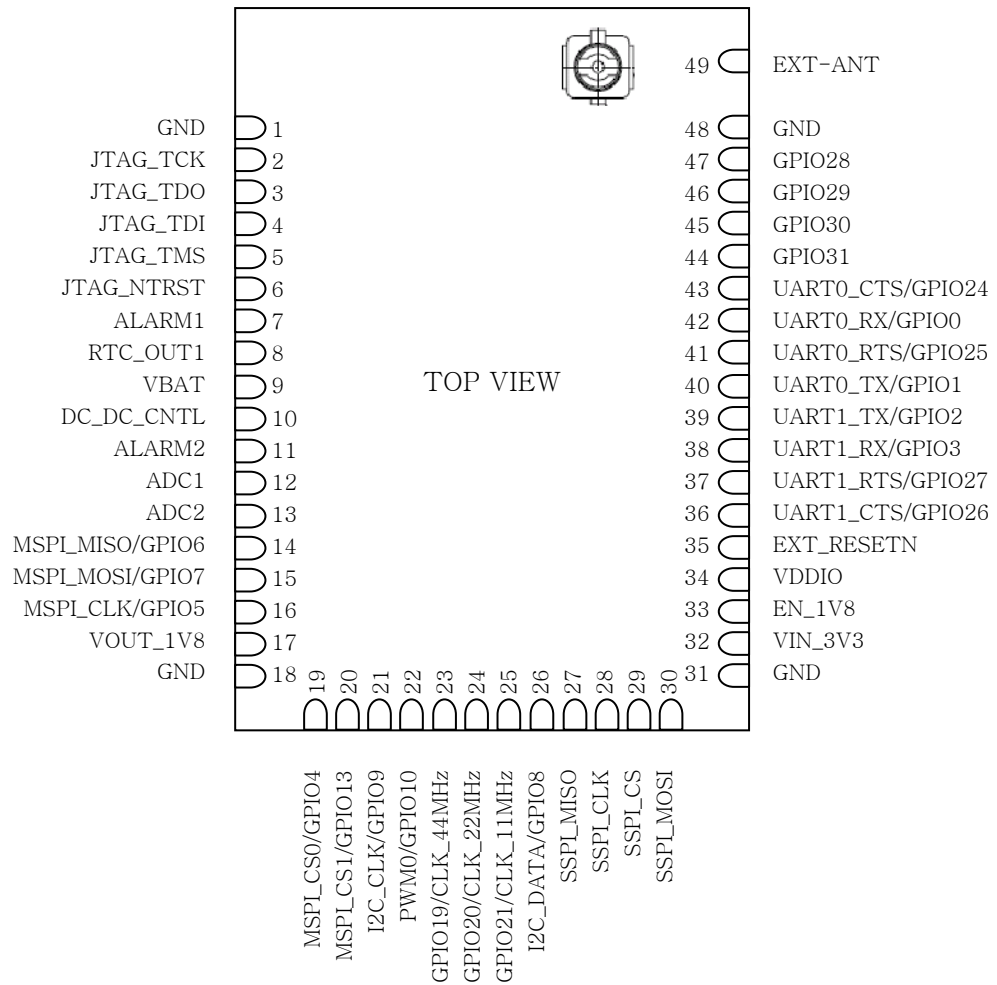 49 EXT-ANT
GND 1
JTAG_TCK 2
JTAG_TDO 3
JTAG_TDI 4
JTAG_TMS 5
JTAG_NTRST 6
ALARM1 7
RTC_OUT1 8
VBAT 9
DC_DC_CNTL 10
ALARM2 11
ADC1 12
ADC2 13
MSPI_MISO/GPIO6 14
MSPI_MOSI/GPIO7 15
MSPI_CLK/GPIO5 16
VOUT_1V8 17
GND 18
TOP VIEW
48 GND
47 GPIO28
46 GPIO29
45 GPIO30
44 GPIO31
43 UART0_CTS/GPIO24
42 UART0_RX/GPIO0
41 UART0_RTS/GPIO25
40 UART0_TX/GPIO1
39 UART1_TX/GPIO2
38 UART1_RX/GPIO3
37 UART1_RTS/GPIO27
36 UART1_CTS/GPIO26
35 EXT_RESETN
34 VDDIO
33 EN_1V8
32 VIN_3V3
31 GND
19 MSPI_CS0/GPIO4
20 MSPI_CS1/GPIO13
21 I2C_CLK/GPIO9
22 PWM0/GPIO10
23 GPIO19/CLK_44MHz
24 GPIO20/CLK_22MHz
25 GPIO21/CLK_11MHz
26 I2C_DATA/GPIO8
27 SSPI_MISO
28 SSPI_CLK
29 SSPI_CS
30 SSPI_MOSI